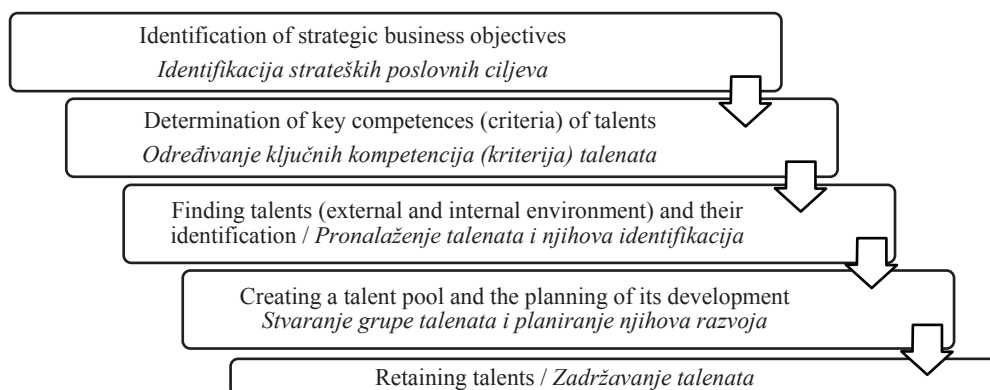 Identification of strategic business objectives
Identifikacija strateških poslovnih ciljeva
Determination of key competences (criteria) of talents
Određivanje ključnih kompetencija (kriterija) talenata
Finding talents (external and internal environment) and their
identification / Pronalaženje talenata i njihova identifikacija
Creating a talent pool and the planning of its development
Stvaranje grupe talenata i planiranje njihova razvoja
Retaining talents / Zadržavanje talenata